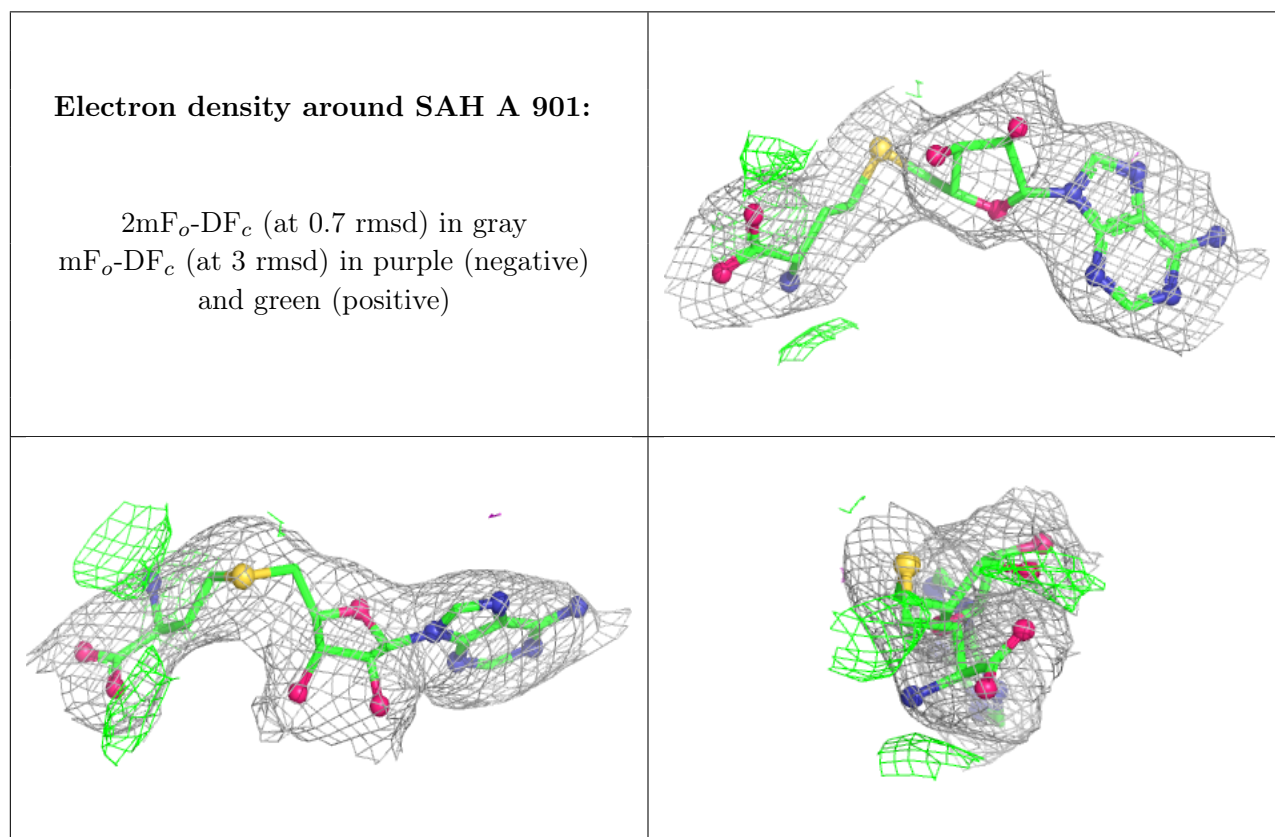 Electron density around SAH A 901:
2mFₒ-DF𝒸 (at 0.7 rmsd) in gray
mFₒ-DF𝒸 (at 3 rmsd) in purple (negative)
and green (positive)